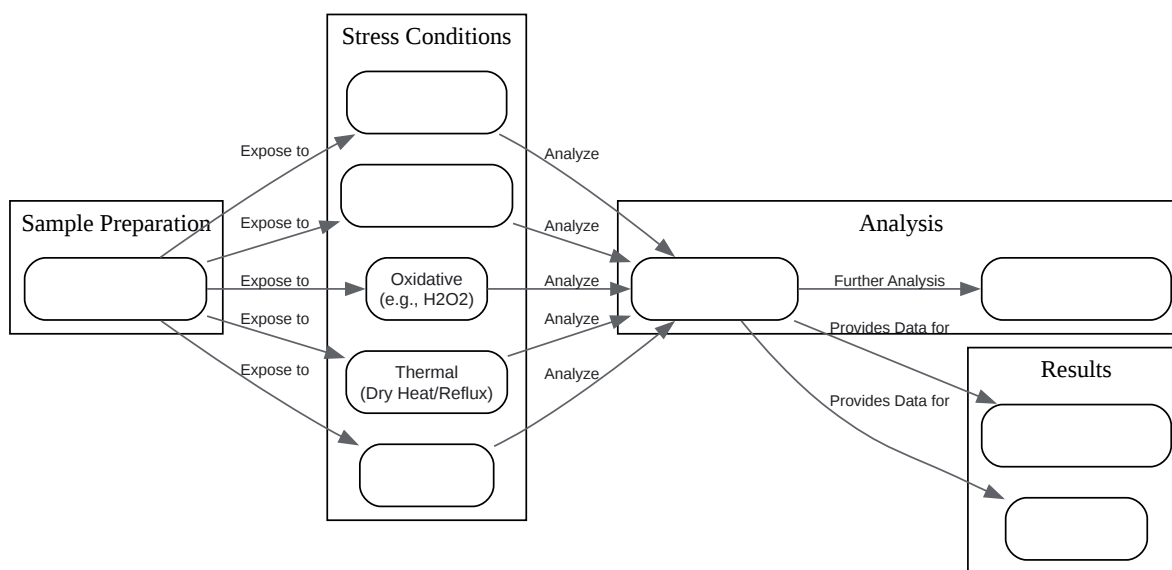 Stress Conditions
Expose to
Analyze
Sample Preparation
Expose to
Analyze
Analysis
Expose to
Oxidative
(e.g., H2O2)
Analyze
Further Analysis
Expose to
Analyze
Provides Data for
Expose to
Thermal
(Dry Heat/Reflux)
Analyze
Results
Provides Data for